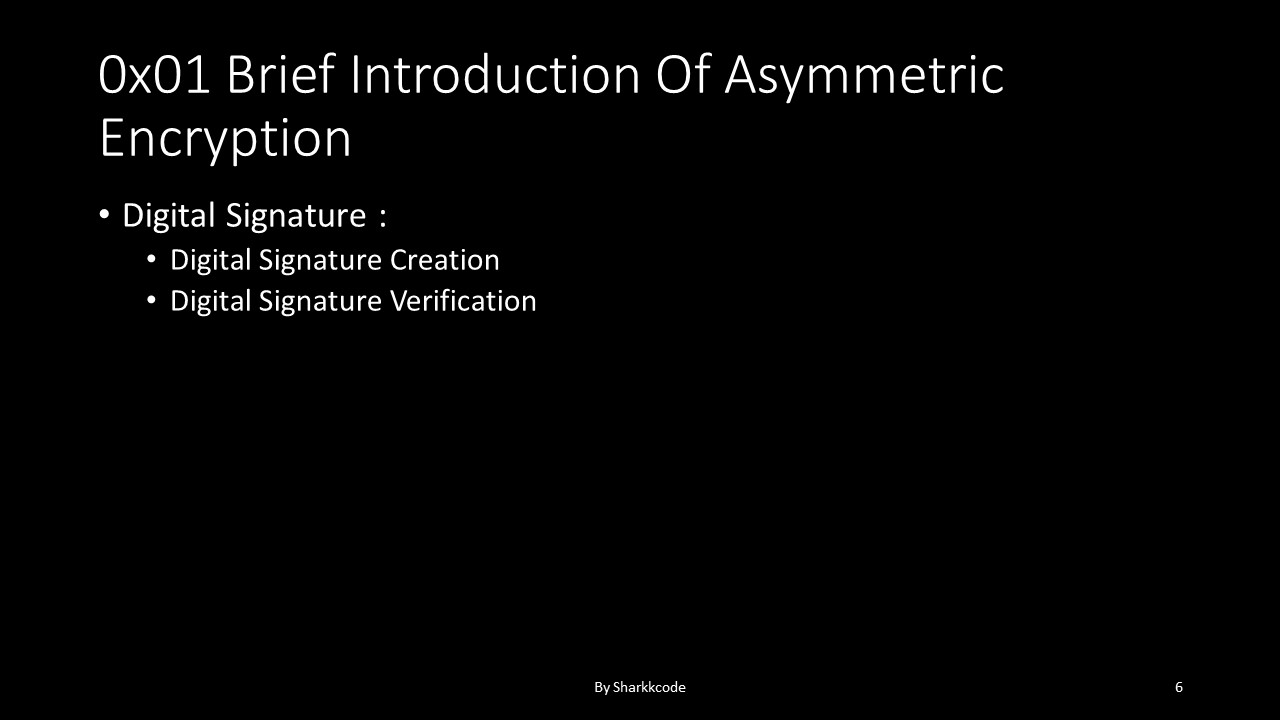 0x01 Brief Introduction Of Asymmetric
Encryption
• Digital Signature :
• Digital Signature Creation
• Digital Signature Verification
By Sharkkcode
6